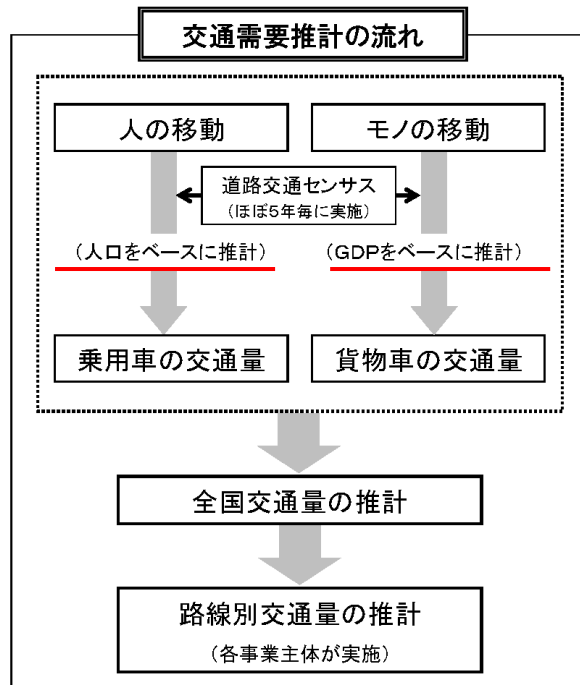 交通需要推計の流れ
人の移動
モノの移動
道路交通センサス
(ほぼ5年毎に実施)
(人口をベースに推計)
(GDPをベースに推計)
乗用車の交通量
貨物車の交通量
全国交通量の推計
路線別交通量の推計
(各事業主体が実施)